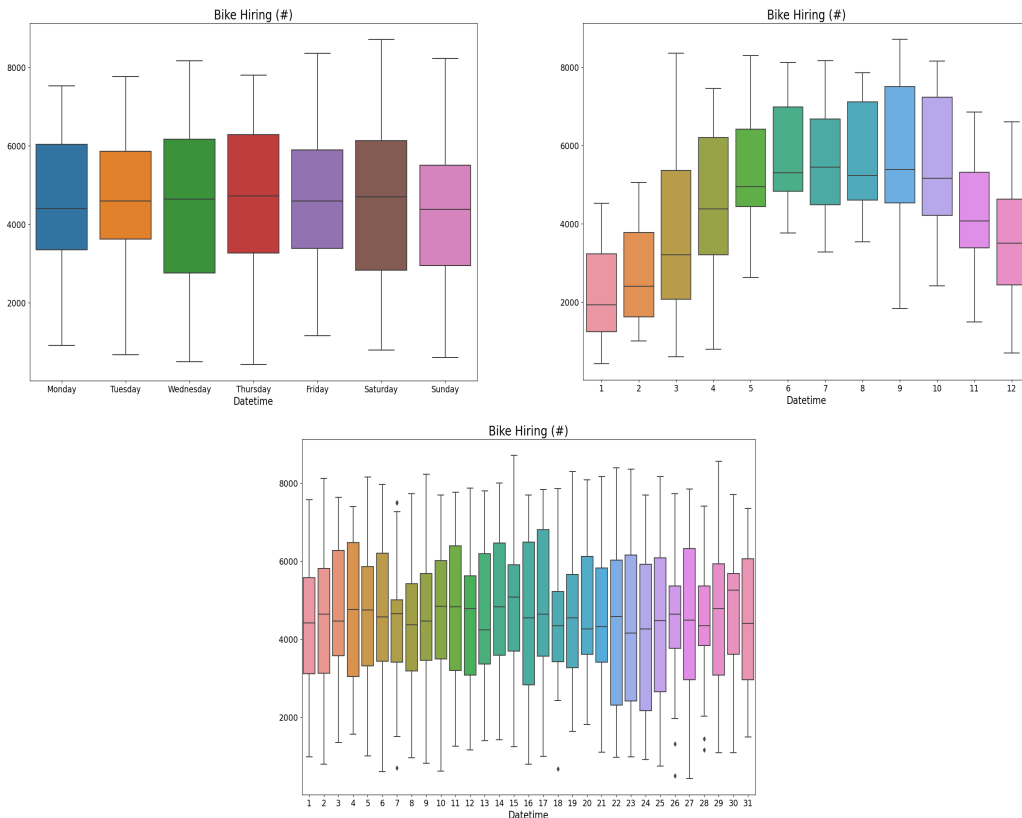 Bike Hiring (#)
8000
6000
4000
2000
Monday Tuesday Wednesday Thursday Friday Saturday Sunday
Datetime
Bike Hiring (#)
8000
6000
4000
2000
1 2 3 4 5 6 7 8 9 10 11 12
Datetime
Bike Hiring (#)
8000
6000
4000
2000
1 2 3 4 5 6 7 8 9 10 11 12 13 14 15 16 17 18 19 20 21 22 23 24 25 26 27 28 29 30 31
Datetime